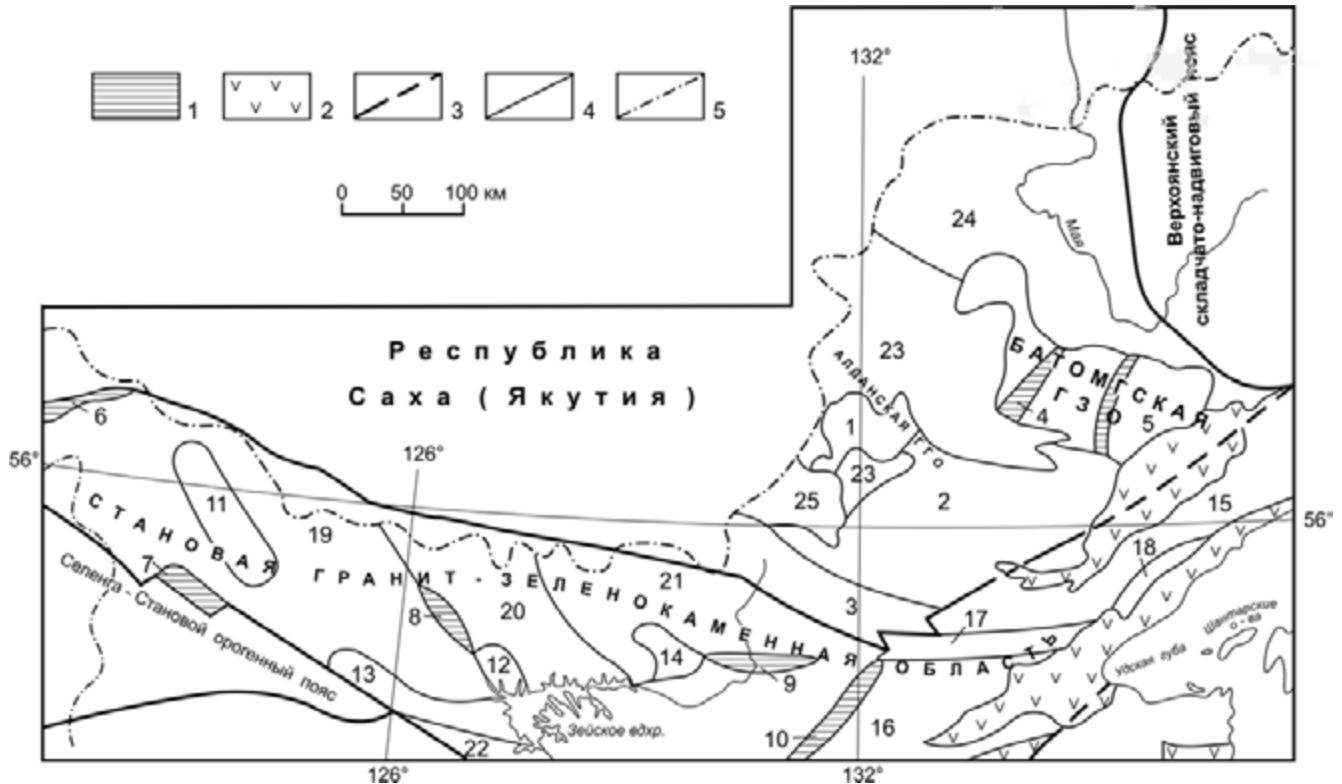 1
2
3
4
5
0 50 100 км
132°
Верхоянский
складчато-надвиговый пояс
Мая
24
23
Республика
Саха (Якутия)
БАТОМГСКАЯ
ГЗО
4
5
АЛДАНСКАЯ ГГО
1
23
25
2
6
56°
126°
11
19
15
56°
18
СТАНОВАЯ
ГРАНИТ-ЗЕЛЕНОКАМЕННАЯ
ОБЛАСТЬ
7
Селенга-Становой орогенный пояс
8
20
21
3
17
Шантарские
о-ва
Удская губа
13
12
14
9
Зейское вдхр.
10
16
22
126°
132°